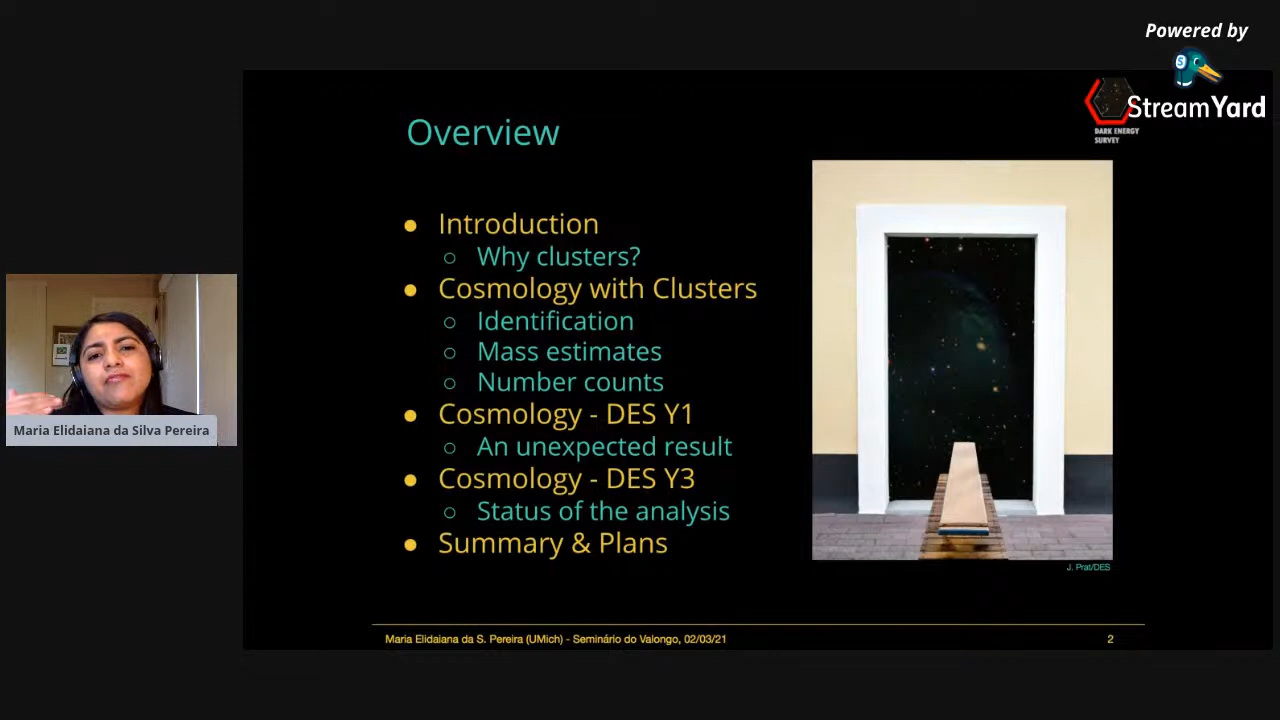 Powered by
S
StreamYard
DARK ENERGY
SURVEY
Overview
● Introduction
○ Why clusters?
● Cosmology with Clusters
○ Identification
○ Mass estimates
○ Number counts
● Cosmology - DES Y1
○ An unexpected result
● Cosmology - DES Y3
○ Status of the analysis
● Summary & Plans
J. Prat/DES
Maria Elidaiana da Silva Pereira
Maria Elidaiana da S. Pereira (UMich) - Seminário do Valongo, 02/03/21
2